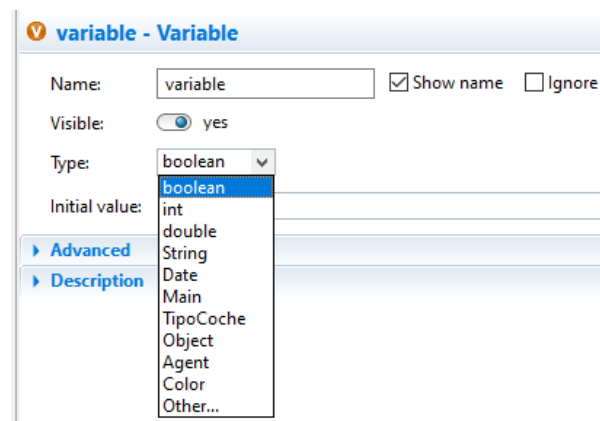 variable - Variable
Name: variable Show name Ignore
Visible: yes
Type: boolean
boolean
Initial value: int
double
Advanced String
Date
Description
Main
TipoCoche
Object
Agent
Color
Other...